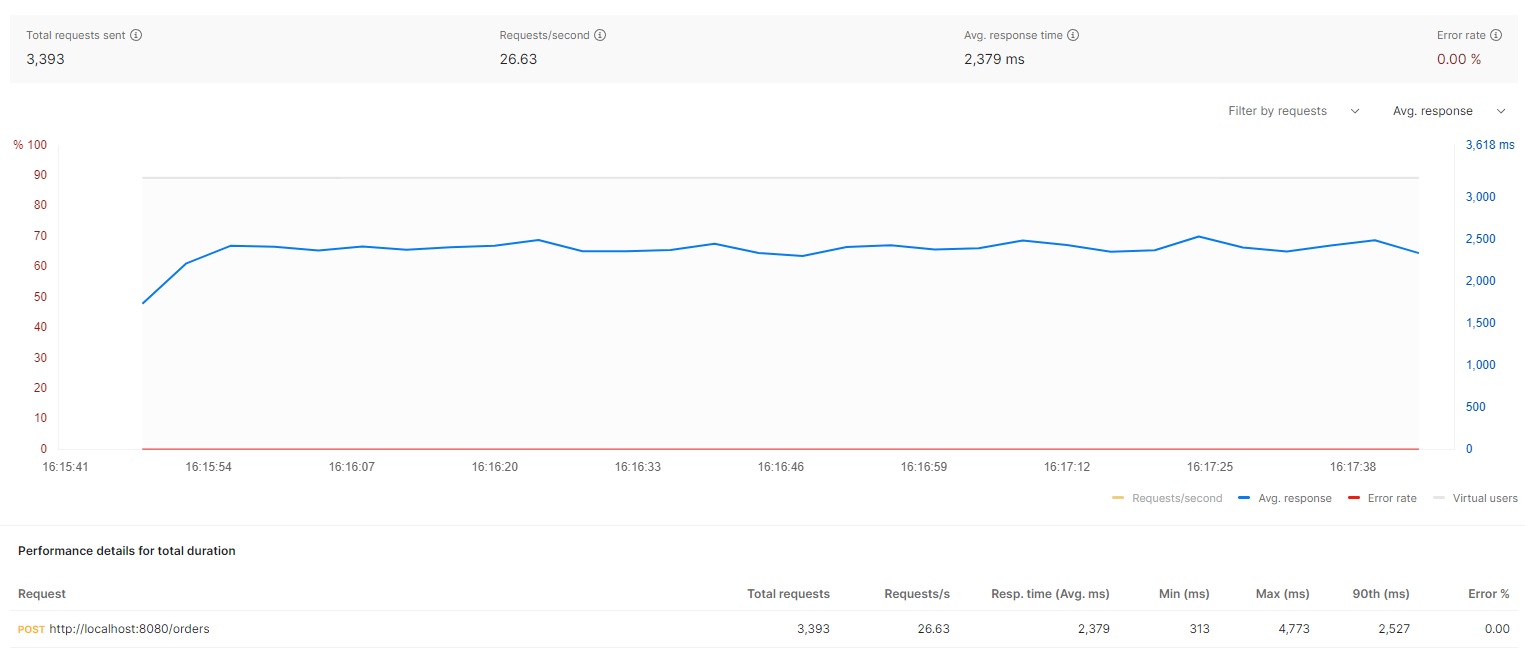 Total requests sent Requests/second Avg. response time Error rate
3,393 26.63 2,379 ms 0.00 %
Filter by requests Avg. response
% 100 3,618 ms
90
80 3,000
70 2,500
60
50 2,000
40 1,500
30 1,000
20
10 500
0 0
16:15:41 16:15:54 16:16:07 16:16:20 16:16:33 16:16:46 16:16:59 16:17:12 16:17:25 16:17:38
Requests/second Avg. response Error rate Virtual users
Performance details for total duration
Request Total requests Requests/s Resp. time (Avg. ms) Min (ms) Max (ms) 90th (ms) Error %
POST http://localhost:8080/orders 3,393 26.63 2,379 313 4,773 2,527 0.00